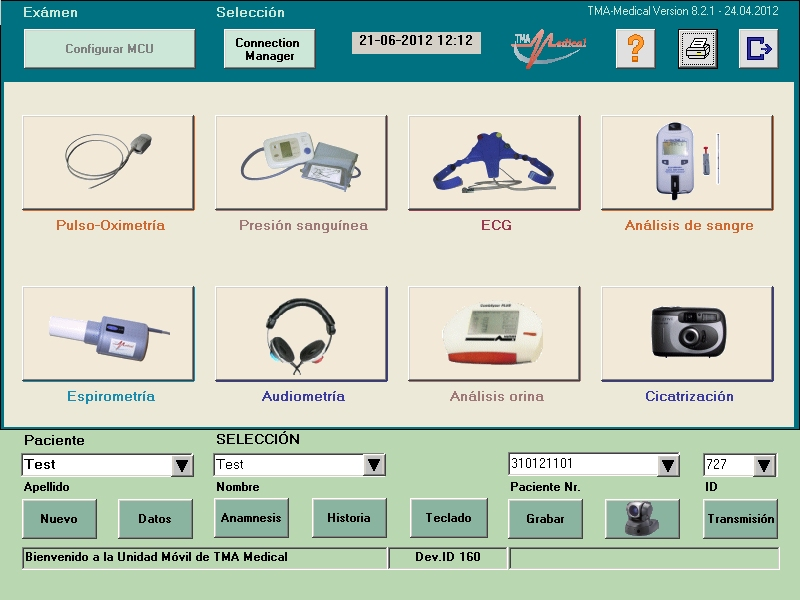 Exámen
Selección
TMA-Medical Version 8.2.1 - 24.04.2012
Configurar MCU
Connection
Manager
21-06-2012 12:12
TMA Medical
?
Pulso-Oximetría
Presión sanguínea
ECG
Análisis de sangre
Espirometría
Audiometría
Análisis orina
Cicatrización
Paciente
SELECCIÓN
Test
Test
310121101
727
Apellido
Nombre
Paciente Nr.
ID
Nuevo
Datos
Anamnesis
Historia
Teclado
Grabar
Transmisión
Bienvenido a la Unidad Móvil de TMA Medical
Dev.ID 160